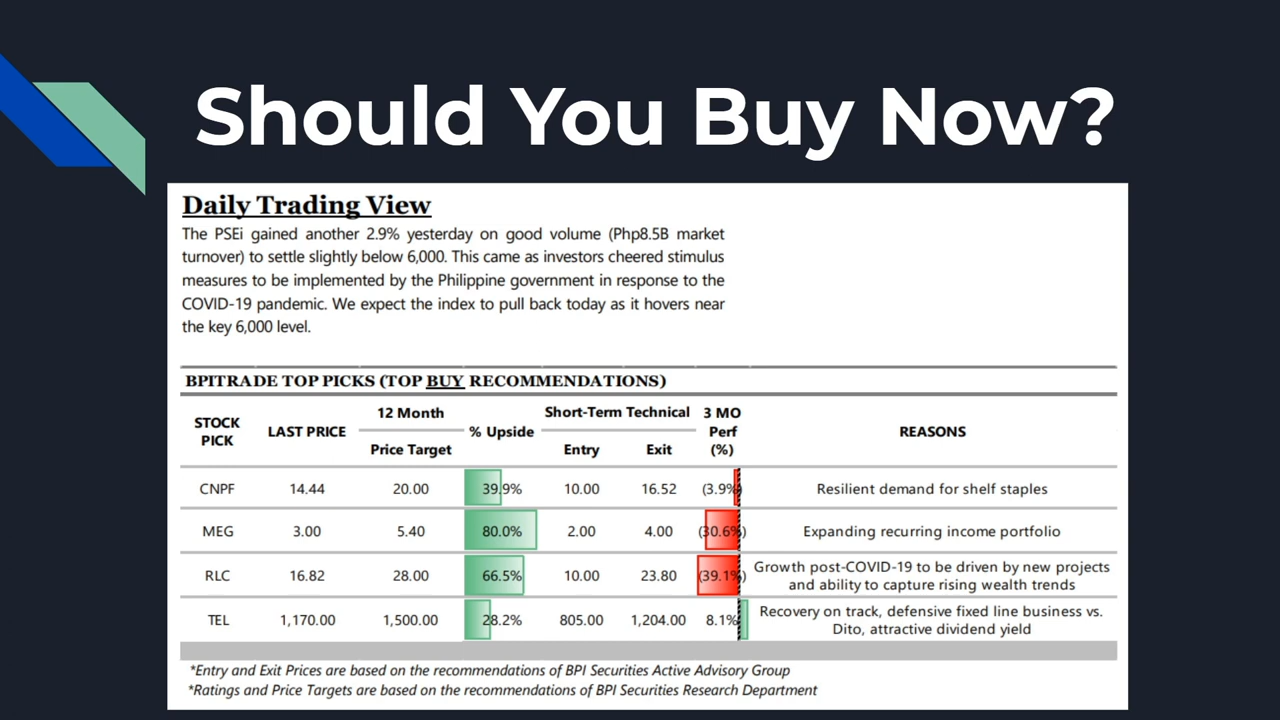 Should You Buy Now?
Daily Trading View
The PSEi gained another 2.9% yesterday on good volume (Php8.5B market
turnover) to settle slightly below 6,000. This came as investors cheered stimulus
measures to be implemented by the Philippine government in response to the
COVID-19 pandemic. We expect the index to pull back today as it hovers near
the key 6,000 level.
BPITRADE TOP PICKS (TOP BUY RECOMMENDATIONS)
STOCK PICK LAST PRICE 12 Month Price Target % Upside Short-Term Technical Entry Exit 3 MO Perf (%) REASONS
CNPF 14.44 20.00 39.9% 10.00 16.52 (3.9%) Resilient demand for shelf staples
MEG 3.00 5.40 80.0% 2.00 4.00 (30.6%) Expanding recurring income portfolio
RLC 16.82 28.00 66.5% 10.00 23.80 (39.1%) Growth post-COVID-19 to be driven by new projects
and ability to capture rising wealth trends
TEL 1,170.00 1,500.00 28.2% 805.00 1,204.00 8.1% Recovery on track, defensive fixed line business vs.
Dito, attractive dividend yield
*Entry and Exit Prices are based on the recommendations of BPI Securities Active Advisory Group
*Ratings and Price Targets are based on the recommendations of BPI Securities Research Department